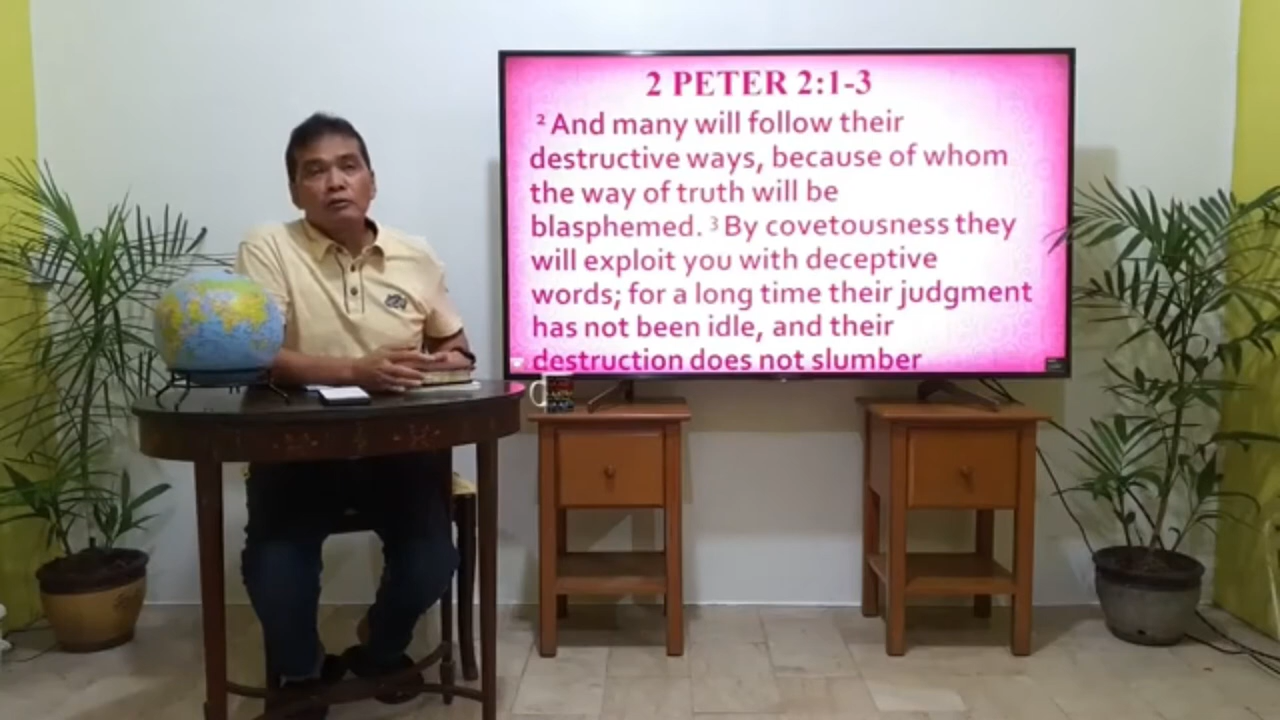 2 PETER 2:1-3
² And many will follow their
destructive ways, because of whom
the way of truth will be
blasphemed. ³ By covetousness they
will exploit you with deceptive
words; for a long time their judgment
has not been idle, and their
destruction does not slumber